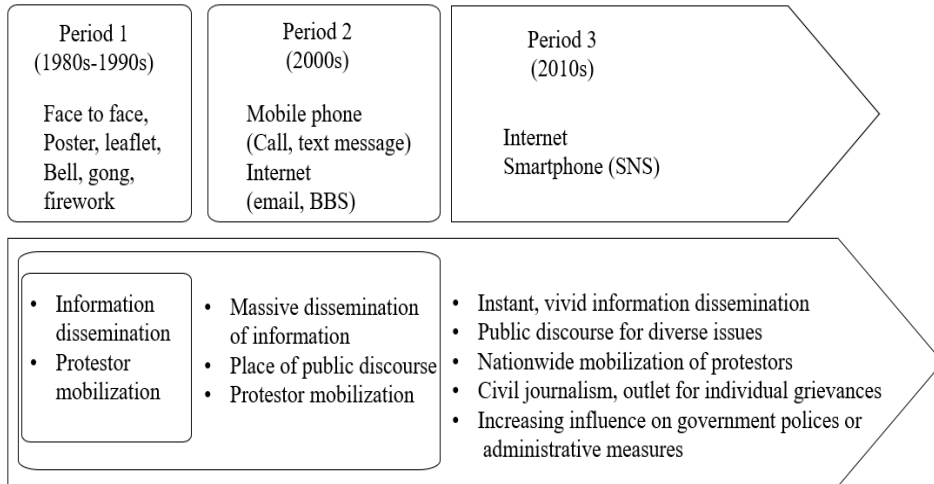 Period 1
(1980s-1990s)
Face to face,
Poster, leaflet,
Bell, gong,
firework
Period 2
(2000s)
Mobile phone
(Call, text message)
Internet
(email, BBS)
Period 3
(2010s)
Internet
Smartphone (SNS)
• Information
dissemination
• Protestor
mobilization
• Massive dissemination
of information
• Place of public discourse
• Protestor mobilization
• Instant, vivid information dissemination
• Public discourse for diverse issues
• Nationwide mobilization of protestors
• Civil journalism, outlet for individual grievances
• Increasing influence on government polices or
administrative measures